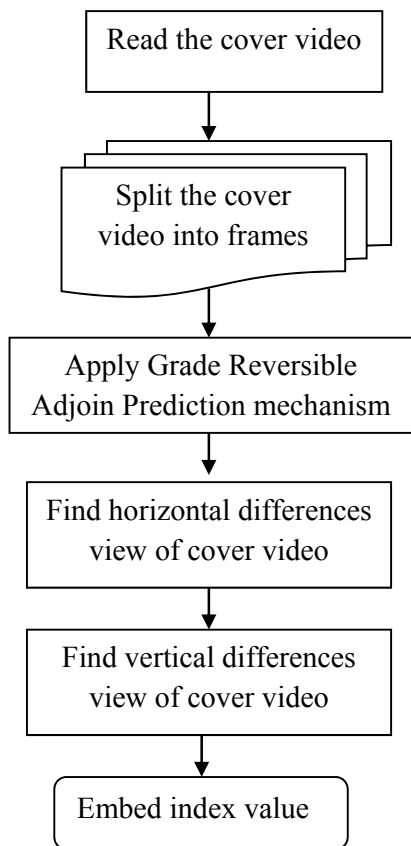 Read the cover video
Split the cover
video into frames
Apply Grade Reversible
Adjoin Prediction mechanism
Find horizontal differences
view of cover video
Find vertical differences
view of cover video
Embed index value